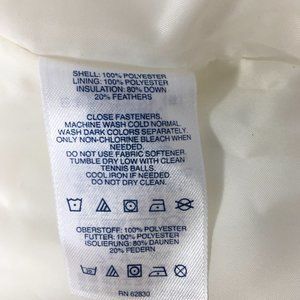 SHELL: 100% POLYESTER
LINING: 100% POLYESTER
INSULATION: 80% DOWN
20% FEATHERS
CLOSE FASTENERS.
MACHINE WASH COLD NORMAL.
WASH DARK COLORS SEPARATELY
ONLY NON-CHLORINE BLEACH WHEN
NEEDED.
DO NOT USE FABRIC SOFTENER.
TUMBLE DRY LOW WITH CLEAN
TENNIS BALLS.
COOL IRON IF NEEDED.
DO NOT DRY CLEAN.
OBERSTOFF: 100% POLYESTER
FUTTER: 100% POLYESTER
ISOLIERUNG: 80% DAUNEN
20% FEDERN
RN 62830